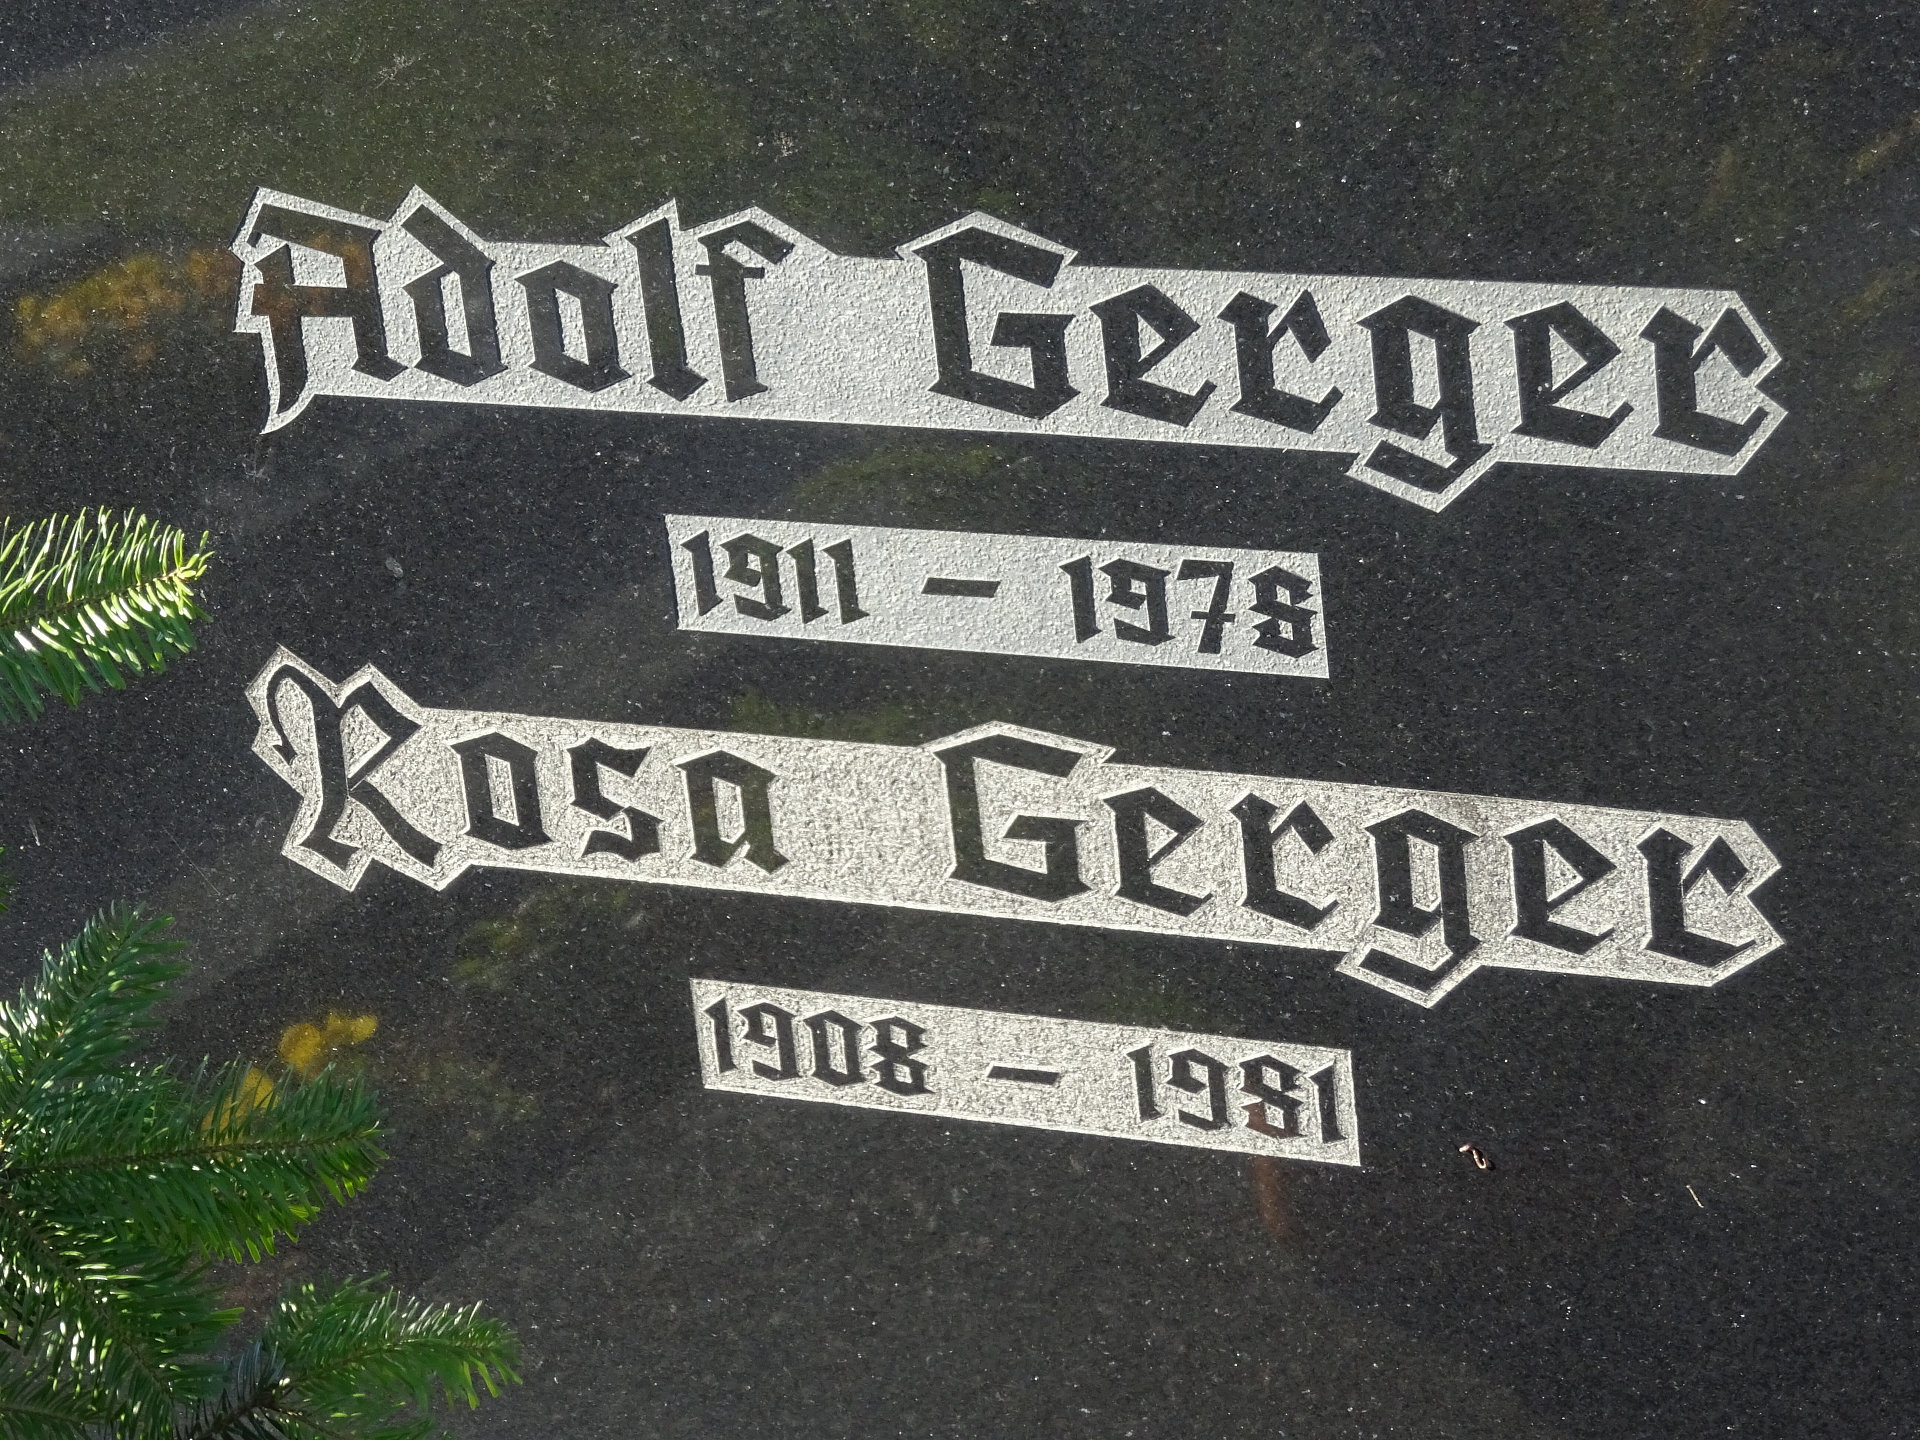 Adolf Gerger
1911 – 1978
Rosa Gerger
1908 – 1981